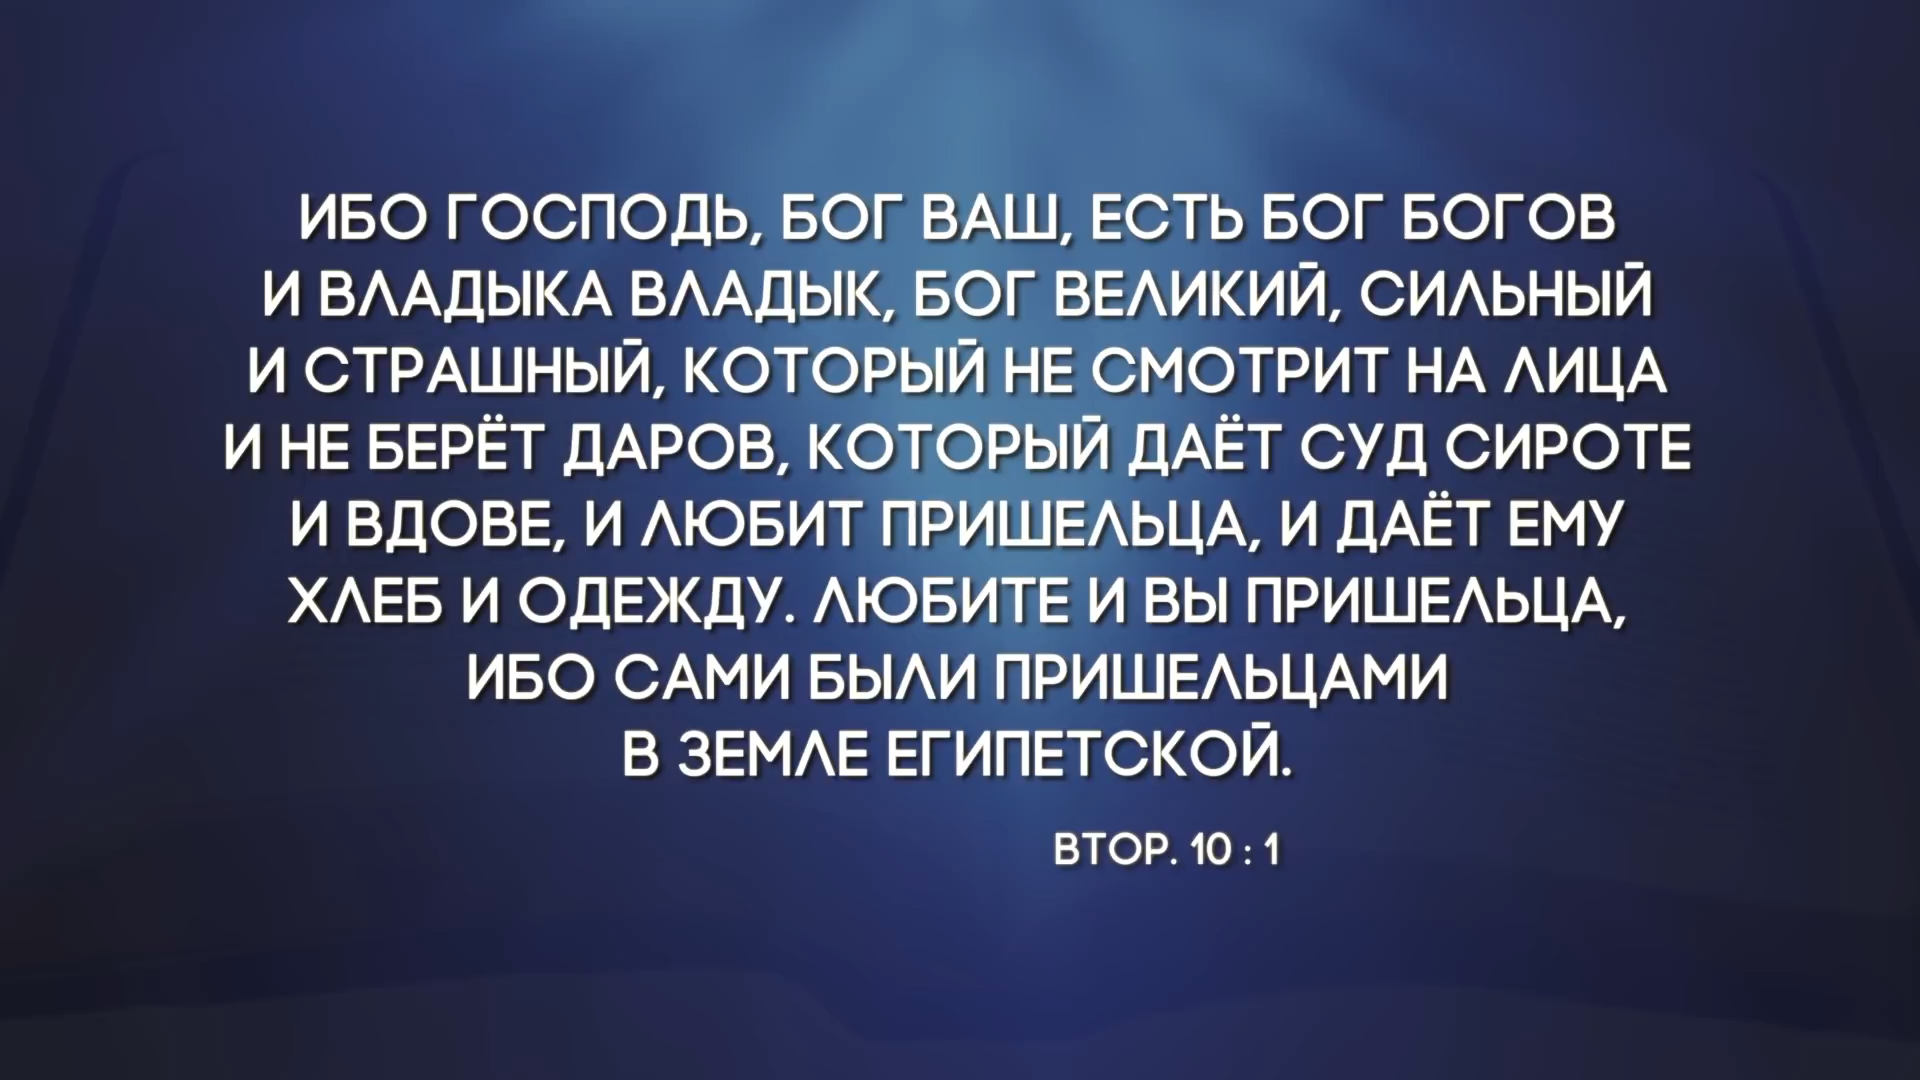 ИБО ГОСПОДЬ, БОГ ВАШ, ЕСТЬ БОГ БОГОВ
И ВЛАДЫКА ВЛАДЫК, БОГ ВЕЛИКИЙ, СИЛЬНЫЙ
И СТРАШНЫЙ, КОТОРЫЙ НЕ СМОТРИТ НА ЛИЦА
И НЕ БЕРЁТ ДАРОВ, КОТОРЫЙ ДАЁТ СУД СИРОТЕ
И ВДОВЕ, И ЛЮБИТ ПРИШЕЛЬЦА, И ДАЁТ ЕМУ
ХЛЕБ И ОДЕЖДУ. ЛЮБИТЕ И ВЫ ПРИШЕЛЬЦА,
ИБО САМИ БЫЛИ ПРИШЕЛЬЦАМИ
В ЗЕМЛЕ ЕГИПЕТСКОЙ.
ВТОР. 10 : 1